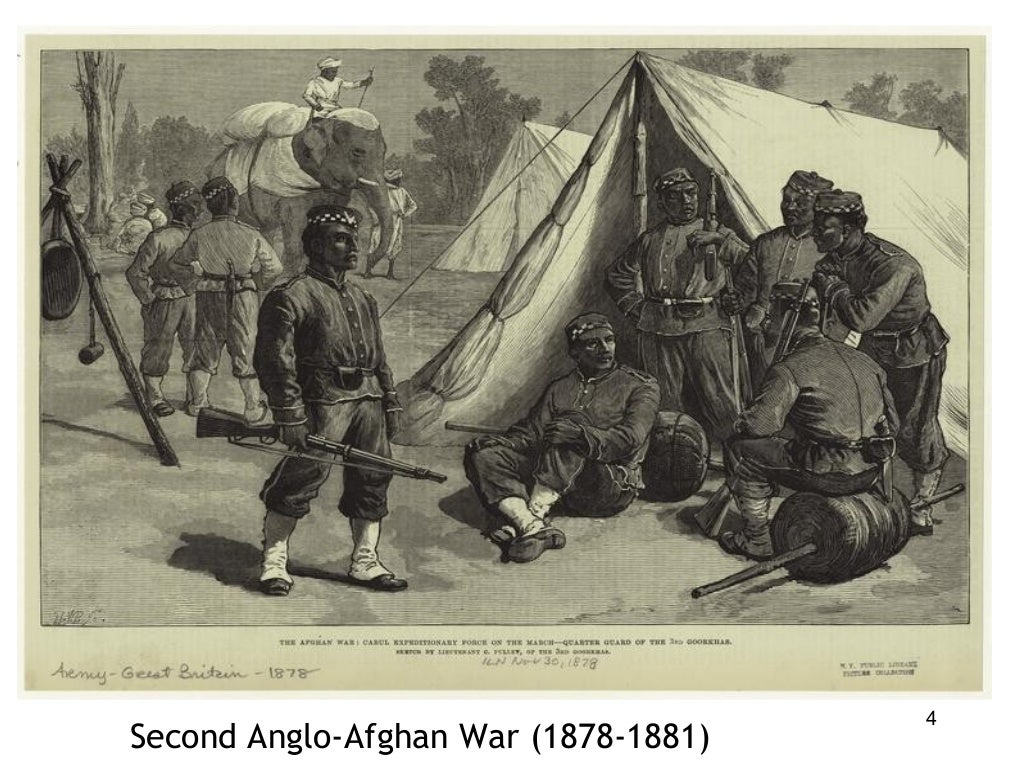 THE AFGHAN WAR: CABUL EXPEDITIONARY FORCE ON THE MARCH—QUARTER GUARD OF THE 3RD GOORKHAS.
SKETCH BY LIEUTENANT G. PULLEY, OF THE 3RD GOORKHAS.
ILN Nov 30, 1878
Army-Great Britain - 1878
N. Y. PUBLIC LIBRARY
PICTURE COLLECTION
4
Second Anglo-Afghan War (1878-1881)